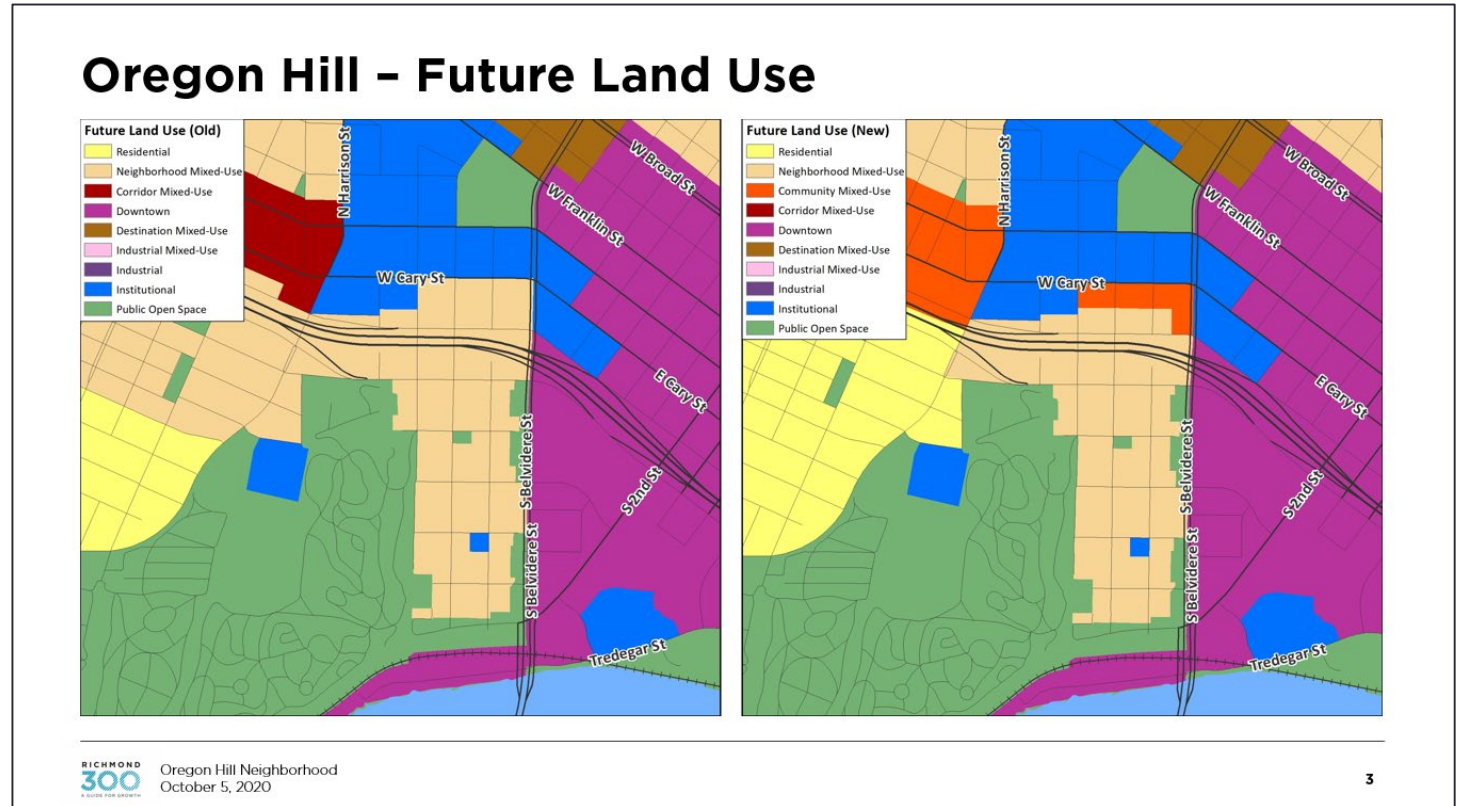 Oregon Hill – Future Land Use
Future Land Use (Old)
Residential
Neighborhood Mixed-Use
Corridor Mixed-Use
Downtown
Destination Mixed-Use
Industrial Mixed-Use
Industrial
Institutional
Public Open Space
N Harrison St
W Broad St
W Franklin St
W Cary St
E Cary St
S Belvidere St
S 2nd St
S Belvidere St
Tredegar St
Future Land Use (New)
Residential
Neighborhood Mixed-Use
Community Mixed-Use
Corridor Mixed-Use
Downtown
Destination Mixed-Use
Industrial Mixed-Use
Industrial
Institutional
Public Open Space
N Harrison St
W Broad St
W Franklin St
W Cary St
E Cary St
S Belvidere St
S 2nd St
S Belvidere St
Tredegar St
RICHMOND
300
A GUIDE FOR GROWTH
Oregon Hill Neighborhood
October 5, 2020
3